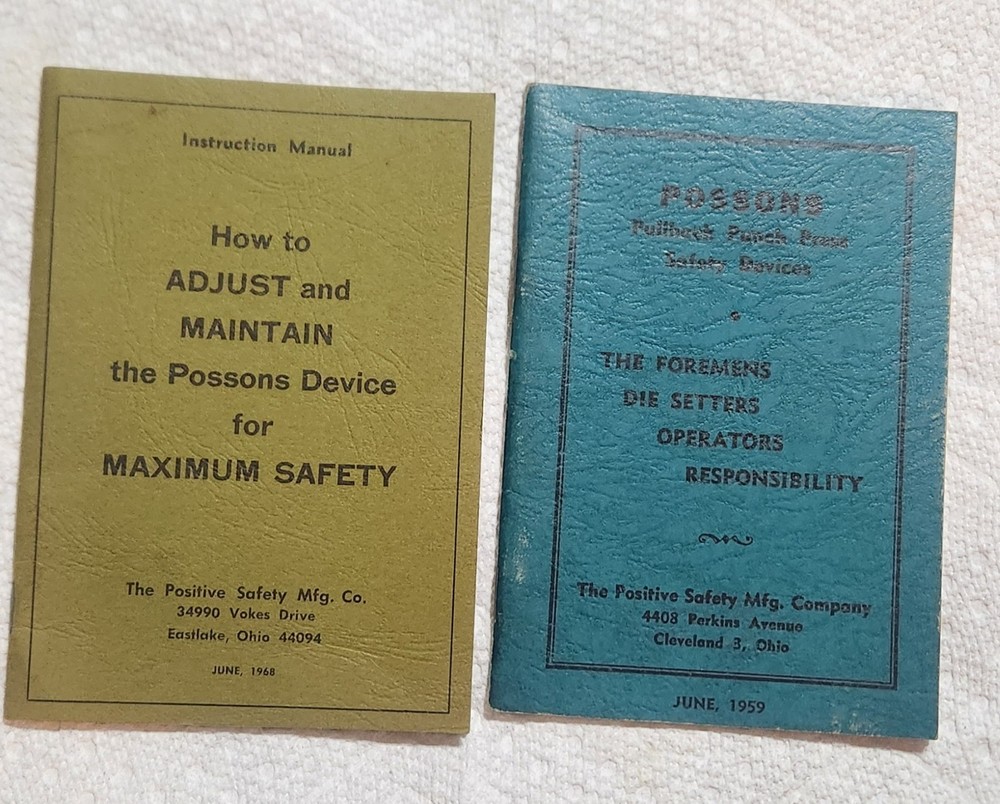 Instruction Manual
How to
ADJUST and
MAINTAIN
the Possons Device
for
MAXIMUM SAFETY
The Positive Safety Mfg. Co.
34990 Vokes Drive
Eastlake, Ohio 44094
JUNE, 1968
POSSONS
Pullback Punch Press
Safety Devices
THE FOREMENS
DIE SETTERS
OPERATORS
RESPONSIBILITY
The Positive Safety Mfg. Company
4408 Perkins Avenue
Cleveland 3, Ohio
JUNE, 1959